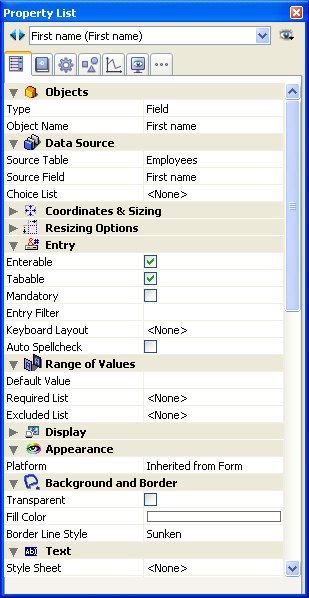 Property List
First name (First name)
Objects
Type Field
Object Name First name
Data Source
Source Table Employees
Source Field First name
Choice List <None>
Coordinates & Sizing
Resizing Options
Entry
Enterable
Tabable
Mandatory
Entry Filter
Keyboard Layout <None>
Auto Spellcheck
Range of Values
Default Value
Required List <None>
Excluded List <None>
Display
Appearance
Platform Inherited from Form
Background and Border
Transparent
Fill Color
Border Line Style Sunken
Text
Style Sheet <None>